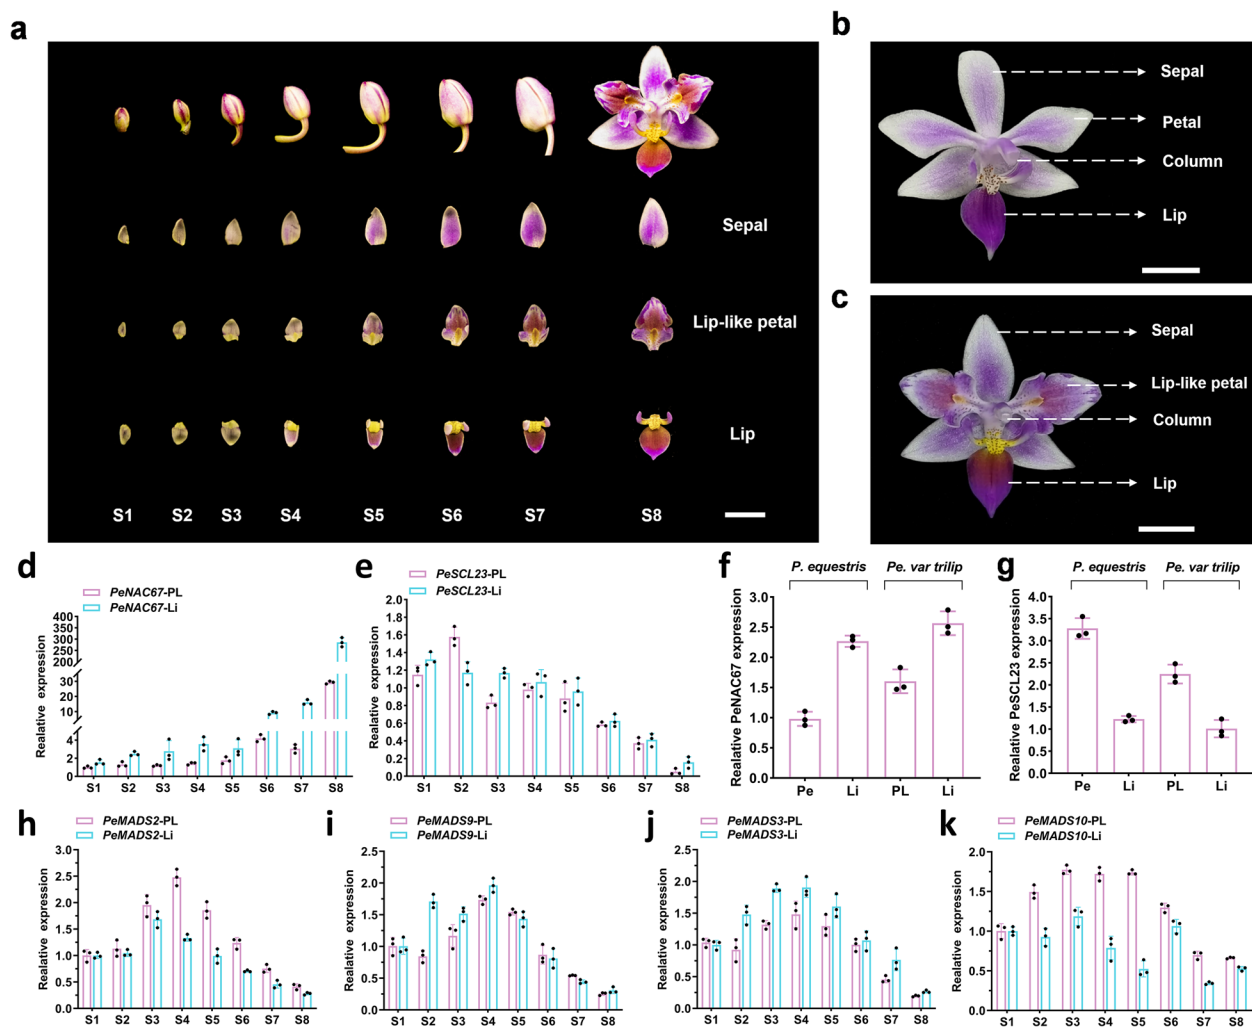 a
Sepal
Lip-like petal
Lip
S1 S2 S3 S4 S5 S6 S7 S8
b
Sepal
Petal
Column
Lip
c
Sepal
Lip-like petal
Column
Lip
d
PeNAC67-PL
PeNAC67-Li
Realative expression
400
350
300
250
200
30
20
10
4
2
0
S1 S2 S3 S4 S5 S6 S7 S8
e
PeSCL23-PL
PeSCL23-Li
Realative expression
2.0
1.8
1.6
1.4
1.2
1.0
0.8
0.6
0.4
0.2
0.0
S1 S2 S3 S4 S5 S6 S7 S8
f
P. equestris Pe. var trilip
Realative PeNAC67 expression
3.0
2.5
2.0
1.5
1.0
0.5
0.0
Pe Li PL Li
g
P. equestris Pe. var trilip
Realative PeSCL23 expression
4.0
3.5
3.0
2.5
2.0
1.5
1.0
0.5
0.0
Pe Li PL Li
h
PeMADS2-PL
PeMADS2-Li
Realative expression
3.0
2.5
2.0
1.5
1.0
0.5
0.0
S1 S2 S3 S4 S5 S6 S7 S8
i
PeMADS9-PL
PeMADS9-Li
Realative expression
2.5
2.0
1.5
1.0
0.5
0.0
S1 S2 S3 S4 S5 S6 S7 S8
j
PeMADS3-PL
PeMADS3-Li
Realative expression
2.5
2.0
1.5
1.0
0.5
0.0
S1 S2 S3 S4 S5 S6 S7 S8
k
PeMADS10-PL
PeMADS10-Li
Realative expression
2.0
1.5
1.0
0.5
0.0
S1 S2 S3 S4 S5 S6 S7 S8